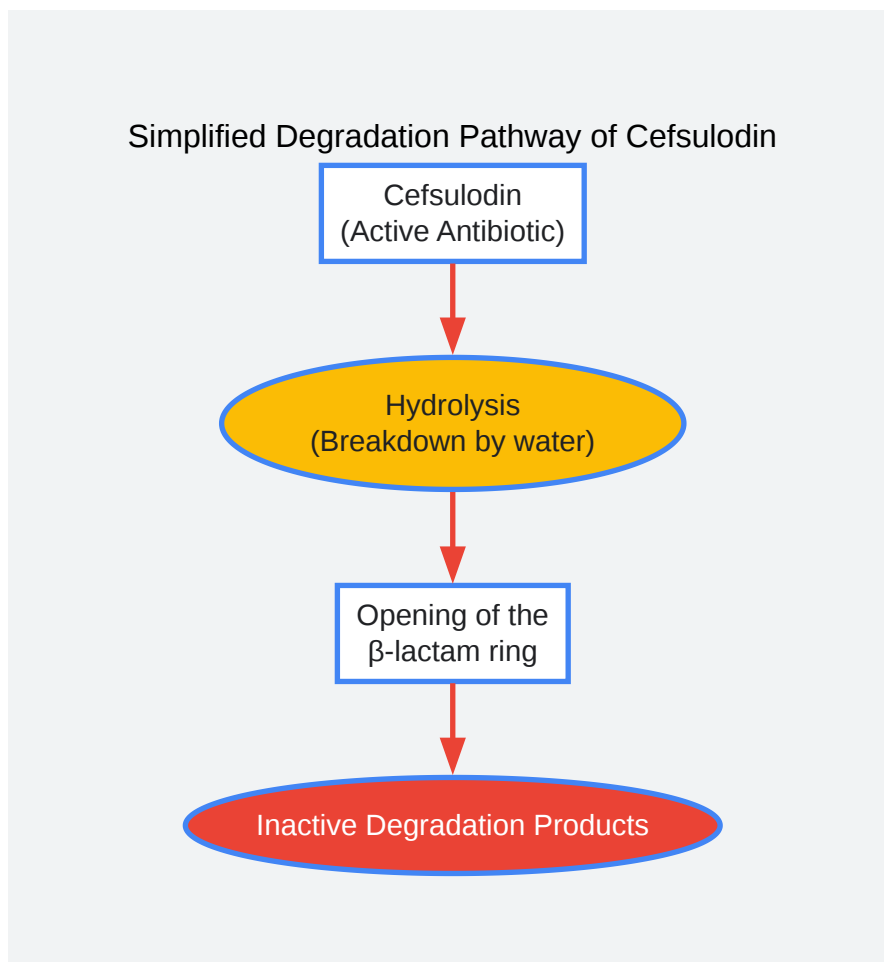 Simplified Degradation Pathway of Cefsulodin
Cefsulodin
(Active Antibiotic)
Hydrolysis
(Breakdown by water)
Opening of the
β-lactam ring
Inactive Degradation Products